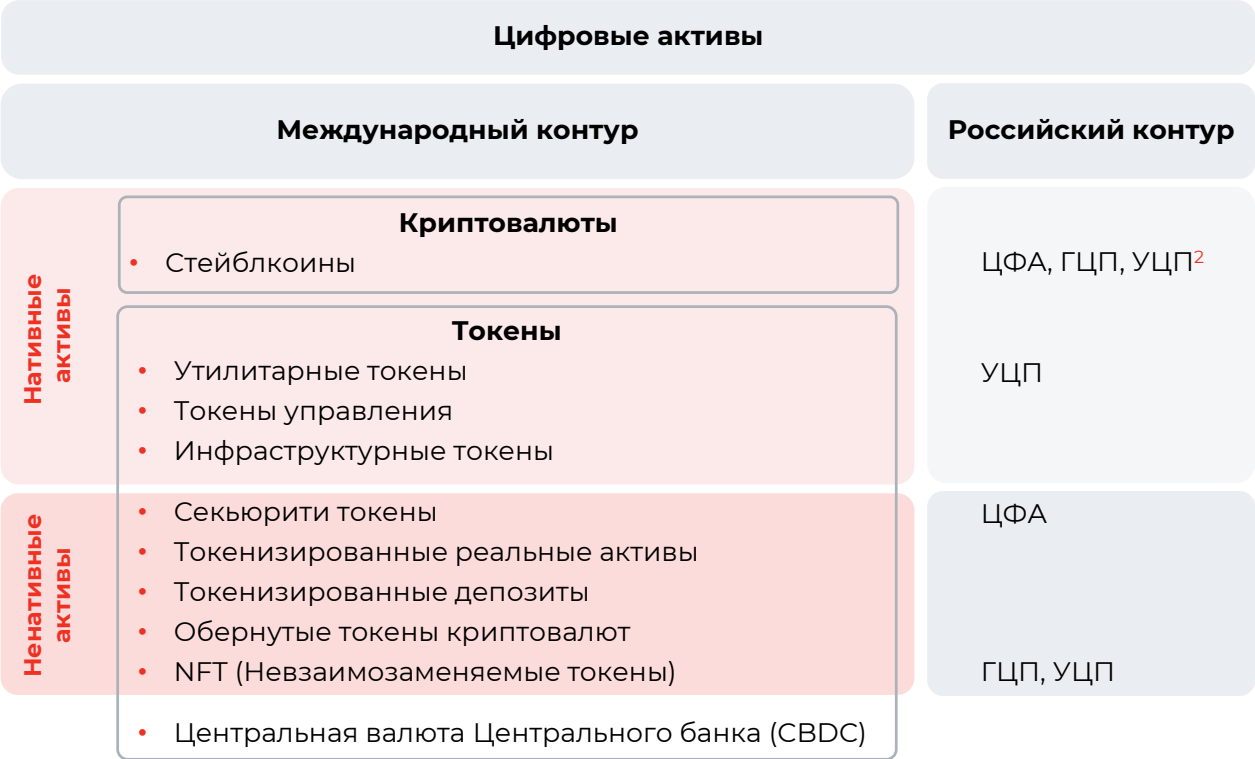 Цифровые активы
Международный контур
Российский контур
Нативные
активы
Криптовалюты
• Стейблкоины
ЦФА, ГЦП, УЦП²
Токены
• Утилитарные токены
УЦП
• Токены управления
• Инфраструктурные токены
Ненативные
активы
• Секьюрити токены
ЦФА
• Токенизированные реальные активы
• Токенизированные депозиты
• Обернутые токены криптовалют
• NFT (Невзаимозаменяемые токены)
ГЦП, УЦП
• Центральная валюта Центрального банка (CBDC)